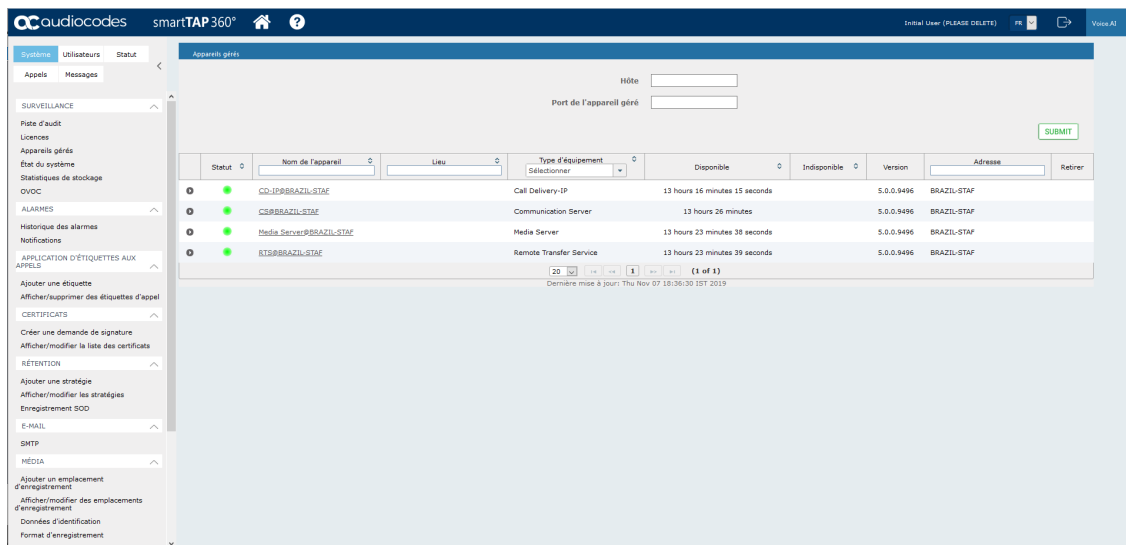 audiocodes smartTAP 360° Initial User (PLEASE DELETE) FR Voice.AI
Système Utilisateurs Statut
Appels Messages
SURVEILLANCE
Piste d'audit
Licences
Appareils gérés
État du système
Statistiques de stockage
OVOC
ALARMES
Historique des alarmes
Notifications
APPLICATION D'ÉTIQUETTES AUX
APPELS
Ajouter une étiquette
Afficher/supprimer des étiquettes d'appel
CERTIFICATS
Créer une demande de signature
Afficher/modifier la liste des certificats
RÉTENTION
Ajouter une stratégie
Afficher/modifier les stratégies
Enregistrement SOD
E-MAIL
SMTP
MÉDIA
Ajouter un emplacement
d'enregistrement
Afficher/modifier des emplacements
d'enregistrement
Données d'identification
Format d'enregistrement
Appareils gérés
Hôte
Port de l'appareil géré
SUBMIT
Statut Nom de l'appareil Lieu Type d'équipement Disponible Indisponible Version Adresse Retirer
Sélectionner
CD-IP@BRAZIL-STAF Call Delivery-IP 13 hours 16 minutes 15 seconds 5.0.0.9496 BRAZIL-STAF
CS@BRAZIL-STAF Communication Server 13 hours 26 minutes 5.0.0.9496 BRAZIL-STAF
Media Server@BRAZIL-STAF Media Server 13 hours 23 minutes 38 seconds 5.0.0.9496 BRAZIL-STAF
RTS@BRAZIL-STAF Remote Transfer Service 13 hours 23 minutes 39 seconds 5.0.0.9496 BRAZIL-STAF
20 1 (1 of 1)
Dernière mise à jour: Thu Nov 07 18:36:30 IST 2019